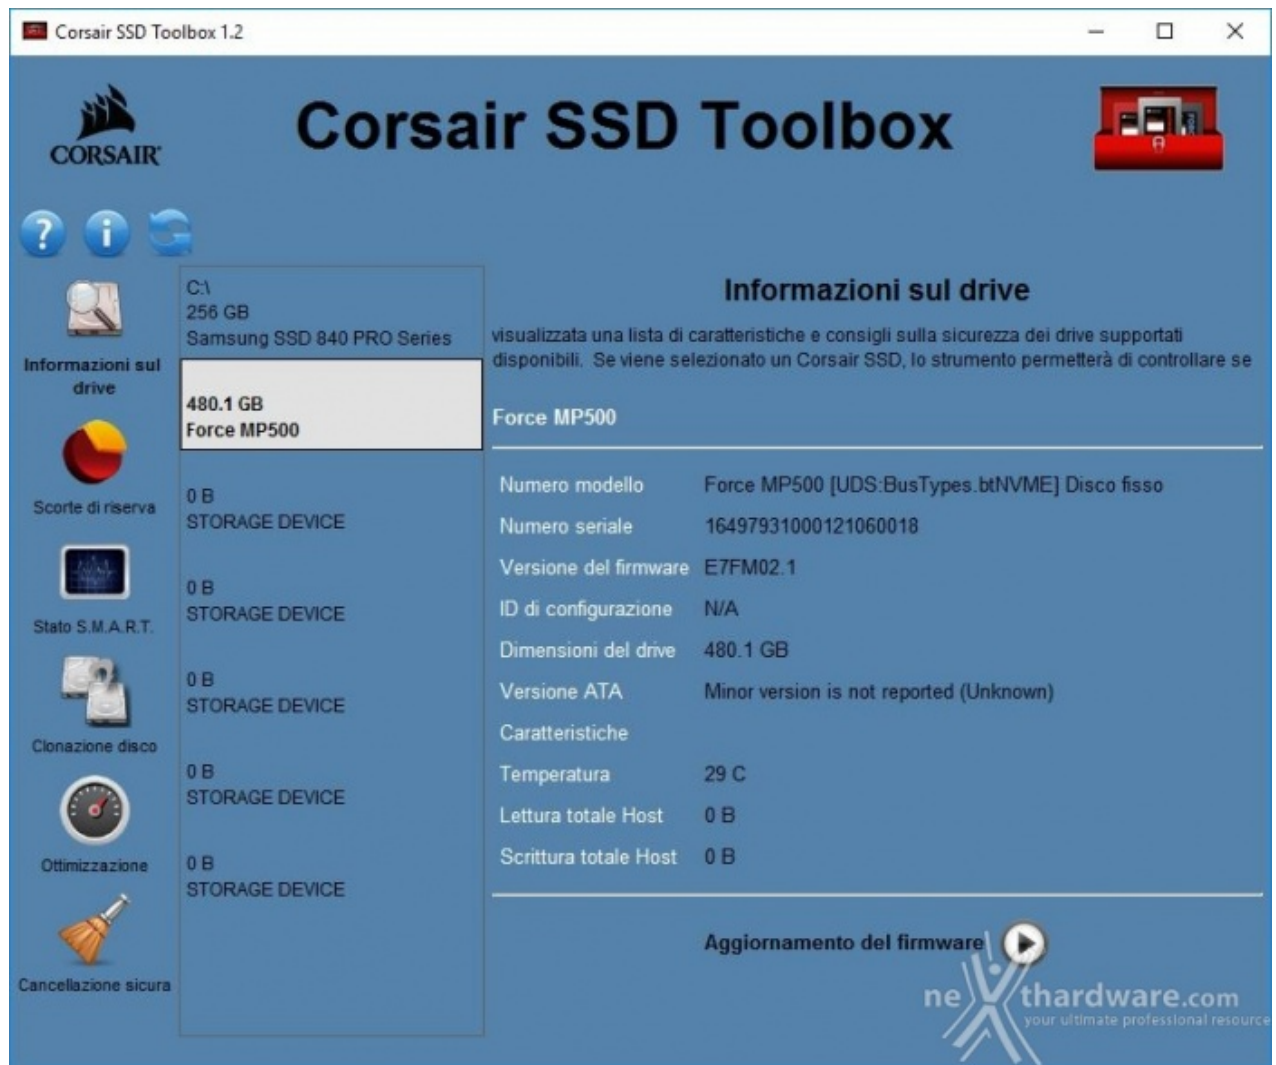 Corsair SSD Toolbox 1.2
CORSAIR
Corsair SSD Toolbox
Informazioni sul
drive
Scorte di riserva
Stato S.M.A.R.T.
Clonazione disco
Ottimizzazione
Cancellazione sicura
C:\
256 GB
Samsung SSD 840 PRO Series
480.1 GB
Force MP500
0 B
STORAGE DEVICE
0 B
STORAGE DEVICE
0 B
STORAGE DEVICE
0 B
STORAGE DEVICE
0 B
STORAGE DEVICE
Informazioni sul drive
visualizzata una lista di caratteristiche e consigli sulla sicurezza dei drive supportati
disponibili. Se viene selezionato un Corsair SSD, lo strumento permetterà di controllare se
Force MP500
Numero modello Force MP500 [UDS:BusTypes.btNVME] Disco fisso
Numero seriale 16497931000121060018
Versione del firmware E7FM02.1
ID di configurazione N/A
Dimensioni del drive 480.1 GB
Versione ATA Minor version is not reported (Unknown)
Caratteristiche
Temperatura 29 C
Lettura totale Host 0 B
Scrittura totale Host 0 B
Aggiornamento del firmware
neXthardware.com
your ultimate professional resource